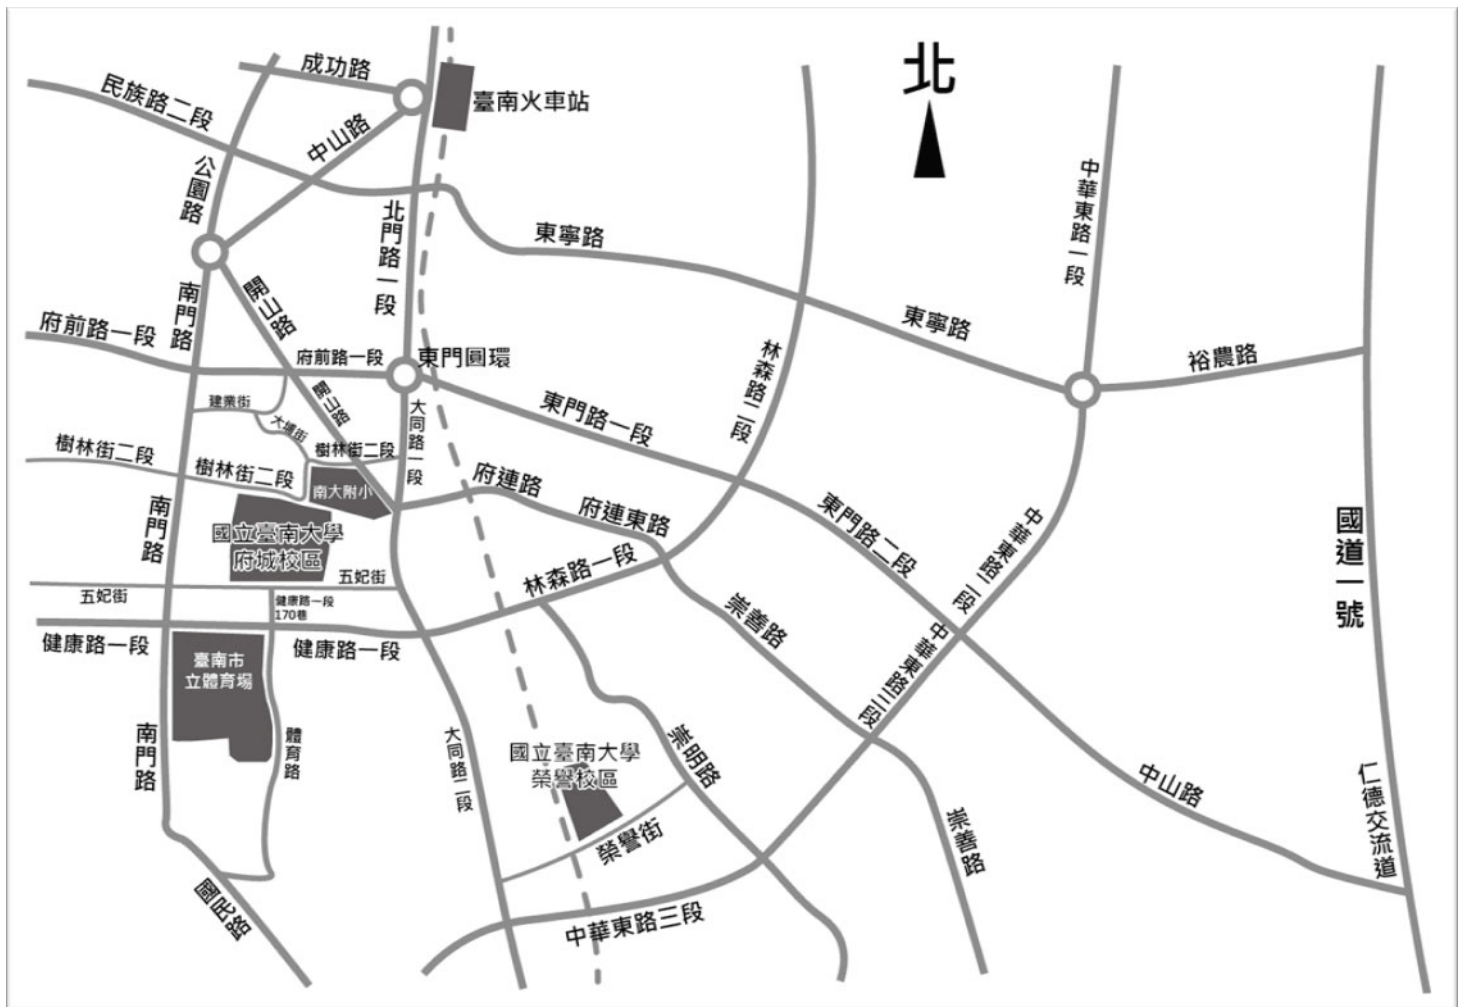 成功路
北
民族路二段
臺南火車站
中山路
公園路
中華東路一段
北門路一段
東寧路
開山路
南門路
東寧路
府前路一段
府前路一段
東門圓環
林森路二段
裕農路
建業街
開山路
大同路一段
東門路一段
大埔街
樹林街二段
樹林街二段
樹林街二段
南大附小
府連路
府連東路
東門路二段
南門路
國立臺南大學
府城校區
中華東路二段
國道一號
五妃街
五妃街
林森路一段
健康路一段
170巷
崇善路
健康路一段
健康路一段
中華東路三段
臺南市
立體育場
南門路
體育路
大同路二段
國立臺南大學
榮譽校區
崇明路
中山路
仁德交流道
榮譽街
崇善路
國民路
中華東路三段